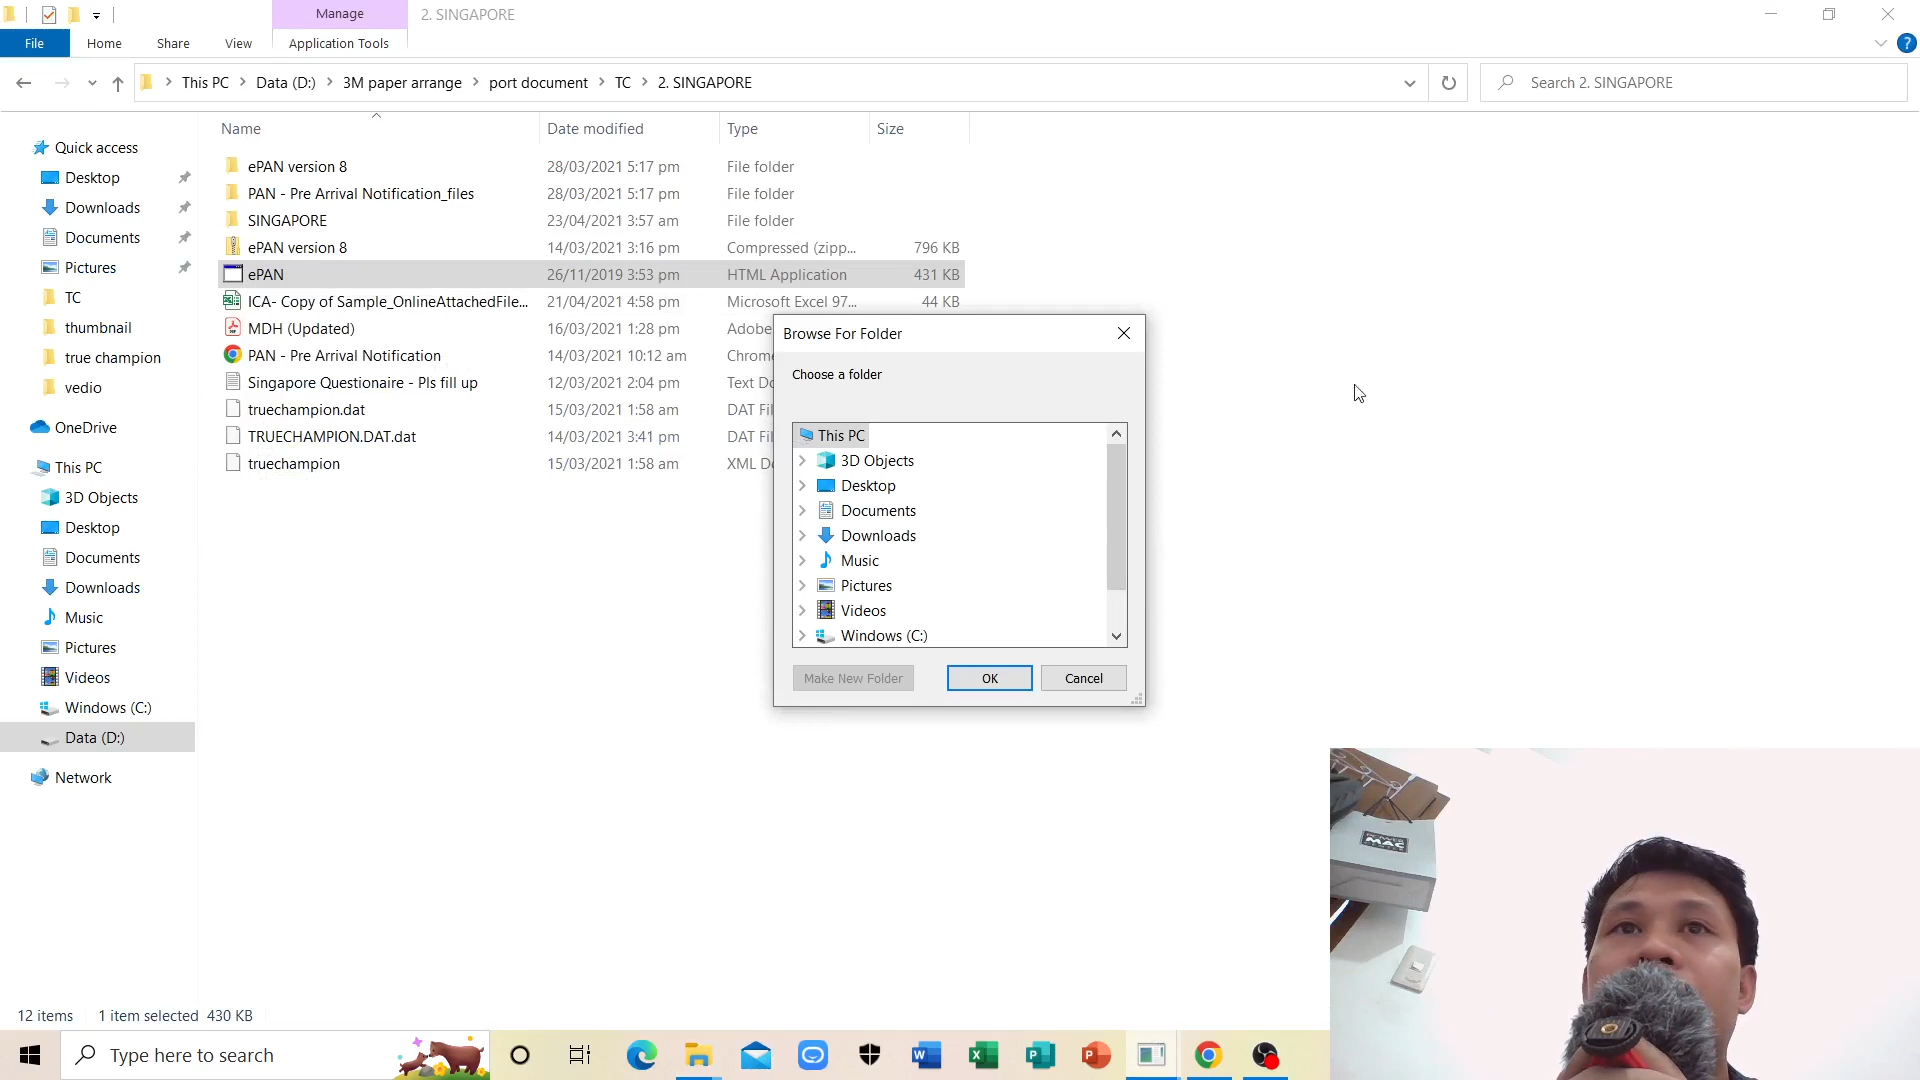 Manage
2. SINGAPORE
File
Home
Share
View
Application Tools
This PC
Data (D:)
3M paper arrange
port document
TC
2. SINGAPORE
Search 2. SINGAPORE
Name
Date modified
Type
Size
ePAN version 8
28/03/2021 5:17 pm
File folder
PAN - Pre Arrival Notification_files
28/03/2021 5:17 pm
File folder
SINGAPORE
23/04/2021 3:57 am
File folder
ePAN version 8
14/03/2021 3:16 pm
Compressed (zipp...
796 KB
ePAN
26/11/2019 3:53 pm
HTML Application
431 KB
ICA- Copy of Sample_OnlineAttachedFile...
21/04/2021 4:58 pm
Microsoft Excel 97...
44 KB
MDH (Updated)
16/03/2021 1:28 pm
Adobe
PAN - Pre Arrival Notification
14/03/2021 10:12 am
Chrome
Singapore Questionaire - Pls fill up
12/03/2021 2:04 pm
Text Do
truechampion.dat
15/03/2021 1:58 am
DAT Fil
TRUECHAMPION.DAT.dat
14/03/2021 3:41 pm
DAT Fil
truechampion
15/03/2021 1:58 am
XML Do
Quick access
Desktop
Downloads
Documents
Pictures
TC
thumbnail
true champion
vedio
OneDrive
This PC
3D Objects
Desktop
Documents
Downloads
Music
Pictures
Videos
Windows (C:)
Data (D:)
Network
Browse For Folder
Choose a folder
This PC
3D Objects
Desktop
Documents
Downloads
Music
Pictures
Videos
Windows (C:)
Make New Folder
OK
Cancel
MAC
12 items
1 item selected 430 KB
Type here to search